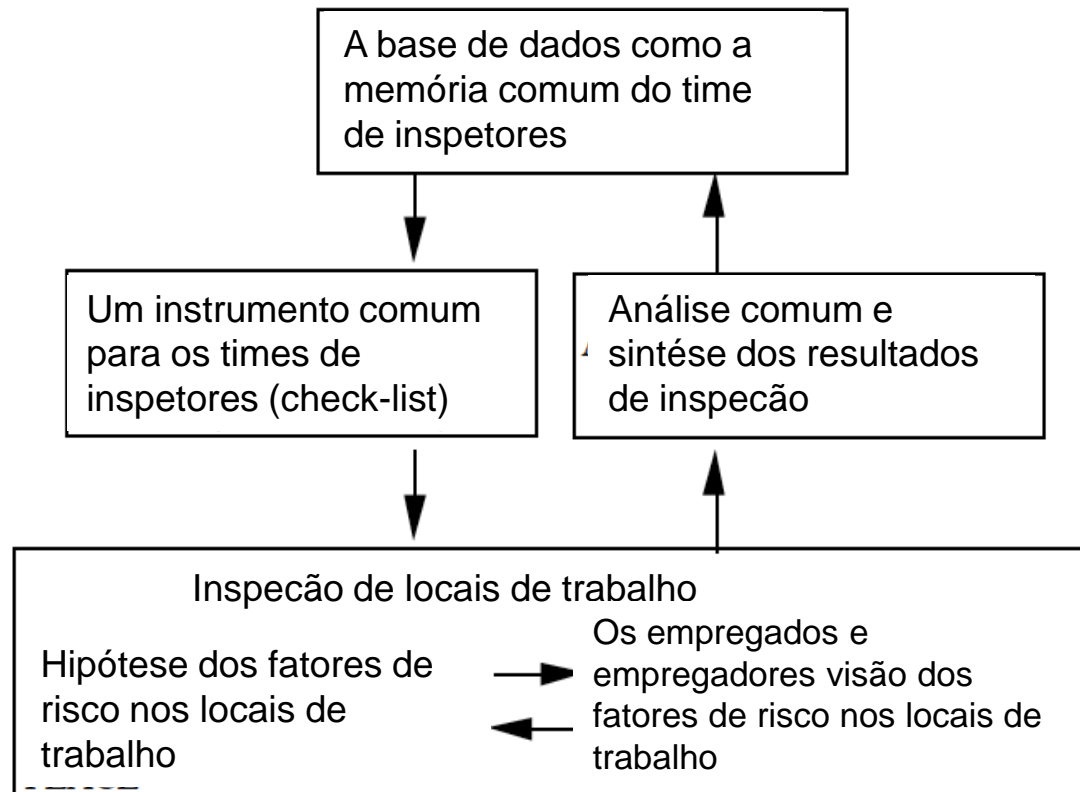 A base de dados como a
memória comum do time
de inspetores
Um instrumento comum
para os times de
inspetores (check-list)
Análise comum e
sintése dos resultados
de inspecão
Inspecão de locais de trabalho
Hipótese dos fatores de
risco nos locais de
trabalho
Os empregados e
empregadores visão dos
fatores de risco nos locais de
trabalho